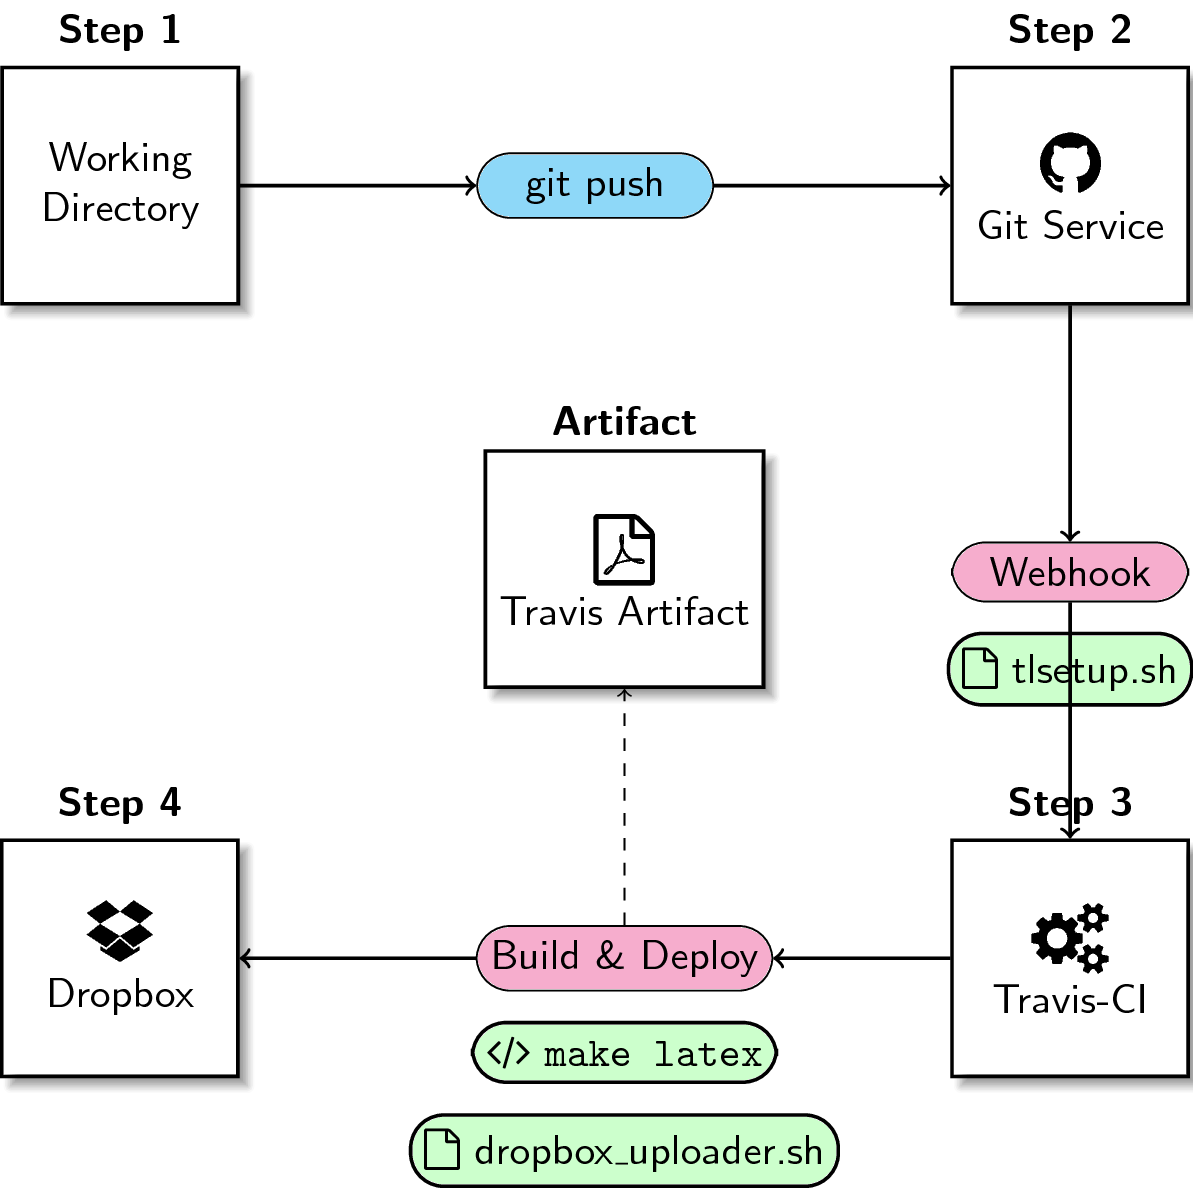 Step 1
Step 2
Working
Directory
git push
Git Service
Artifact
Travis Artifact
Webhook
tlsetup.sh
Step 4
Step 3
Dropbox
Build & Deploy
Travis-CI
</> make latex
dropbox_uploader.sh